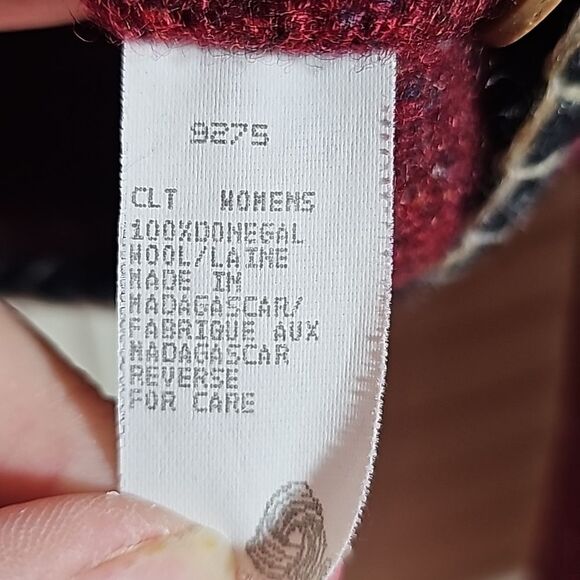 9275
CLT WOMENS
100%DONEGAL
WOOL/LAINE
MADE IN
MADAGASCAR/
FABRIQUE AUX
MADAGASCAR
REVERSE
FOR CARE